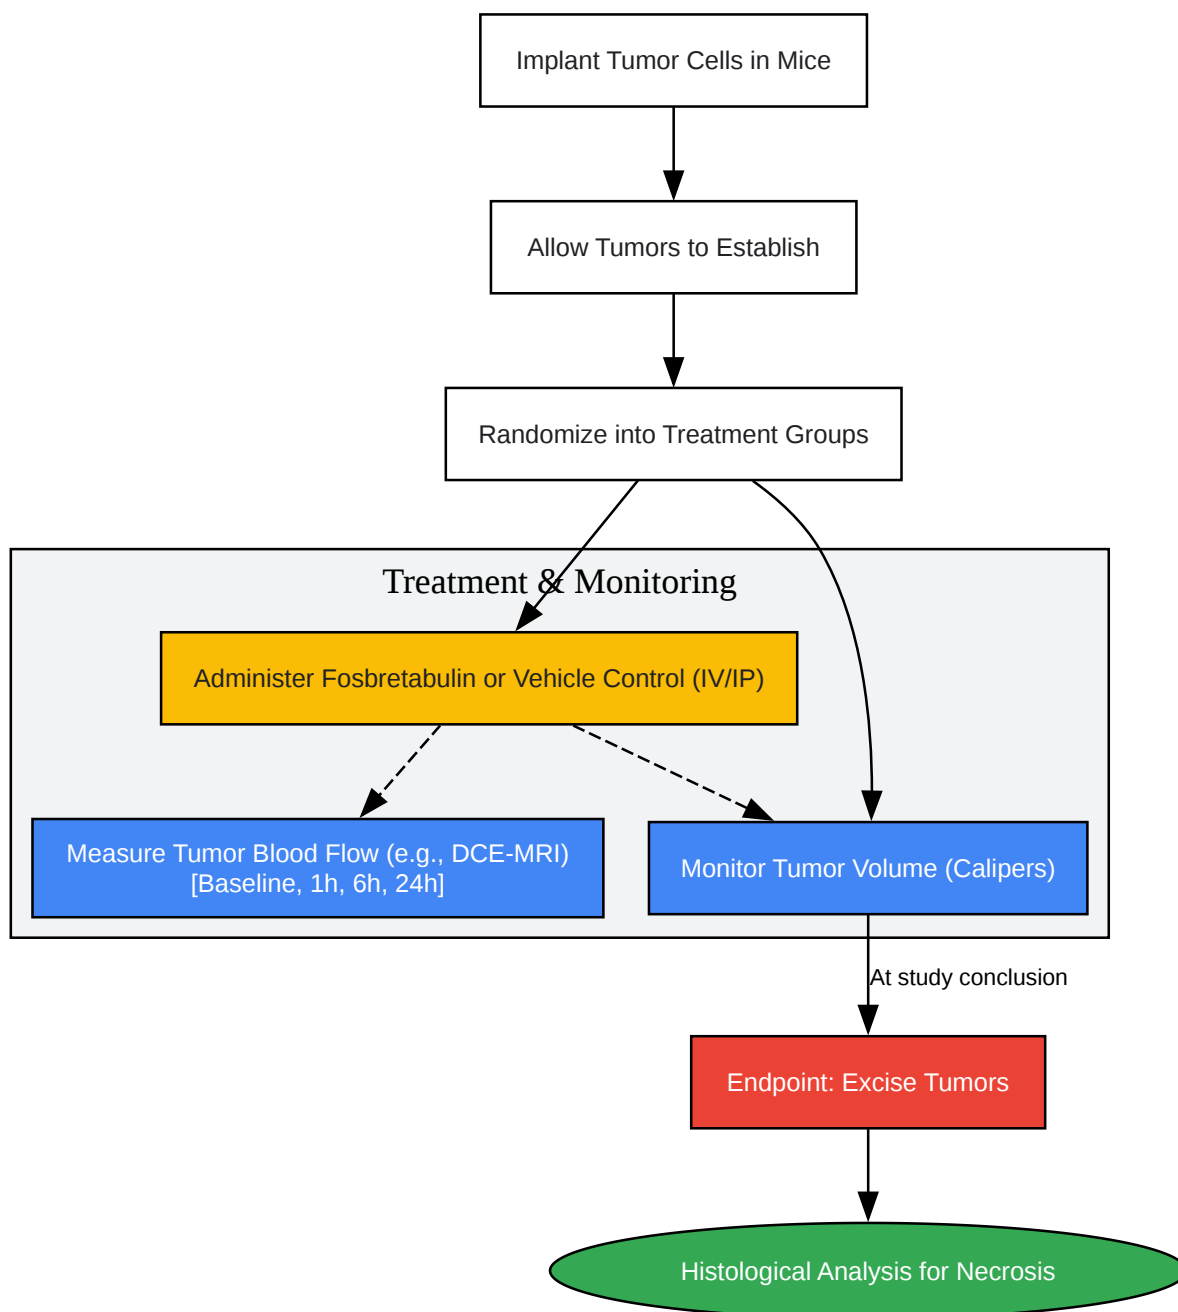 Implant Tumor Cells in Mice
Allow Tumors to Establish
Randomize into Treatment Groups
Treatment & Monitoring
Administer Fosbretabulin or Vehicle Control (IV/IP)
Measure Tumor Blood Flow (e.g., DCE-MRI)
[Baseline, 1h, 6h, 24h]
Monitor Tumor Volume (Calipers)
At study conclusion
Endpoint: Excise Tumors
Histological Analysis for Necrosis